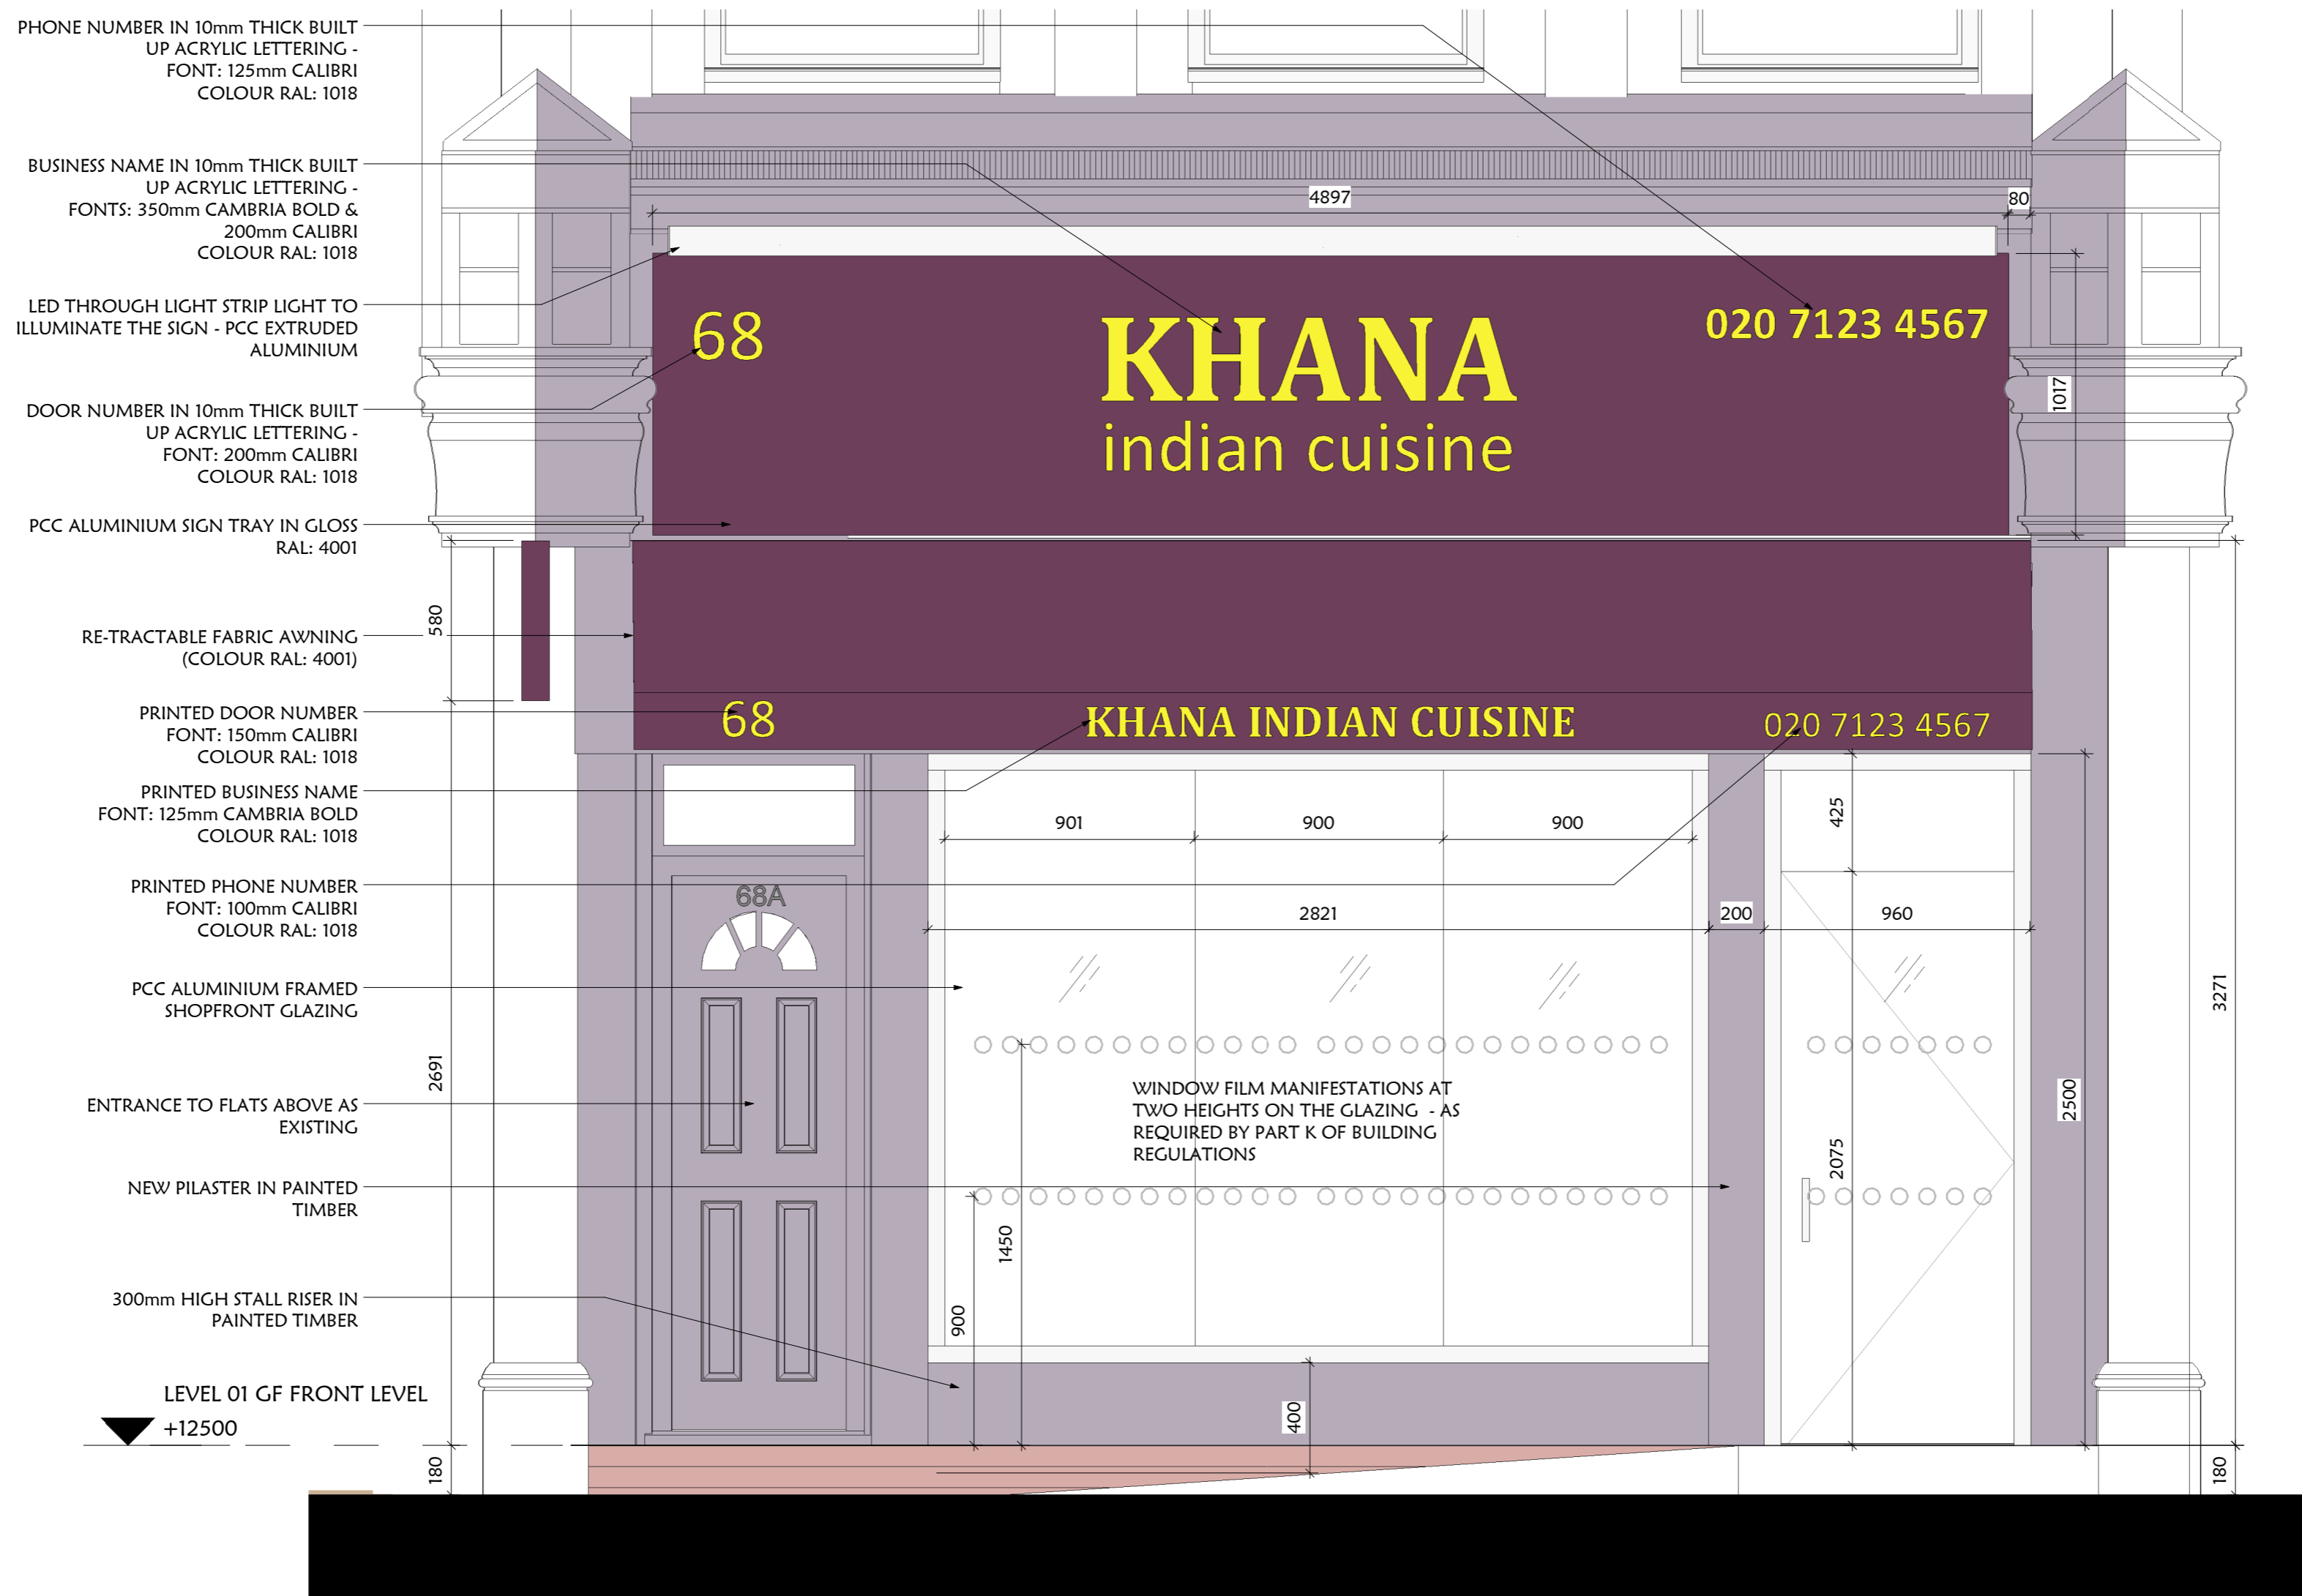 PHONE NUMBER IN 10mm THICK BUILT
UP ACRYLIC LETTERING -
FONT: 125mm CALIBRI
COLOUR RAL: 1018
BUSINESS NAME IN 10mm THICK BUILT
UP ACRYLIC LETTERING -
FONTS: 350mm CAMBRIA BOLD &
200mm CALIBRI
COLOUR RAL: 1018
LED THROUGH LIGHT STRIP LIGHT TO
ILLUMINATE THE SIGN - PCC EXTRUDED
ALUMINIUM
DOOR NUMBER IN 10mm THICK BUILT
UP ACRYLIC LETTERING -
FONT: 200mm CALIBRI
COLOUR RAL: 1018
PCC ALUMINIUM SIGN TRAY IN GLOSS
RAL: 4001
RE-TRACTABLE FABRIC AWNING
(COLOUR RAL: 4001)
PRINTED DOOR NUMBER
FONT: 150mm CALIBRI
COLOUR RAL: 1018
PRINTED BUSINESS NAME
FONT: 125mm CAMBRIA BOLD
COLOUR RAL: 1018
PRINTED PHONE NUMBER
FONT: 100mm CALIBRI
COLOUR RAL: 1018
PCC ALUMINIUM FRAMED
SHOPFRONT GLAZING
ENTRANCE TO FLATS ABOVE AS
EXISTING
NEW PILASTER IN PAINTED
TIMBER
300mm HIGH STALL RISER IN
PAINTED TIMBER
LEVEL 01 GF FRONT LEVEL
+12500
580
2691
180
4897
80
68
KHANA
indian cuisine
020 7123 4567
1017
68
KHANA INDIAN CUISINE
020 7123 4567
901
900
900
425
68A
2821
200
960
WINDOW FILM MANIFESTATIONS AT
TWO HEIGHTS ON THE GLAZING - AS
REQUIRED BY PART K OF BUILDING
REGULATIONS
900
1450
400
2075
2500
3271
180